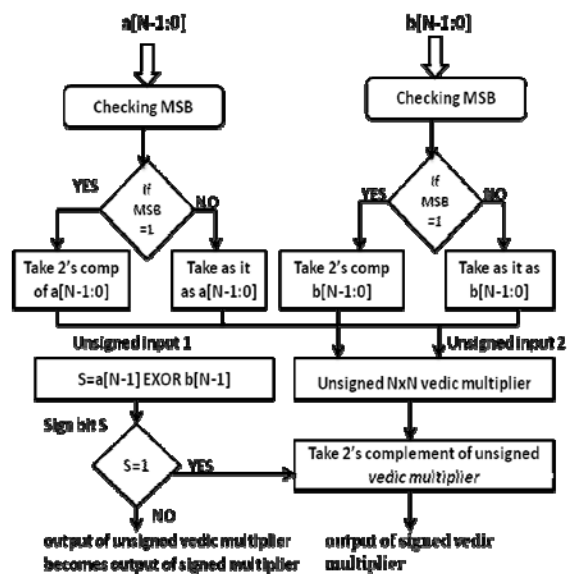 a[N-1:0]
b[N-1:0]
Checking MSB
Checking MSB
YES
If
MSB
=1
NO
YES
If
MSB
=1
NO
Take 2's comp
of a[N-1:0]
Take as it
as a[N-1:0]
Take 2's comp
b[N-1:0]
Take as it as
b[N-1:0]
Unsigned input 1
Unsigned input 2
S=a[N-1] EXOR b[N-1]
Unsigned NxN vedic multiplier
Sign bit S
S=1
YES
Take 2's complement of unsigned
vedic multiplier
NO
output of unsigned vedic multiplier
becomes output of signed multiplier
output of signed vedic
multiplier